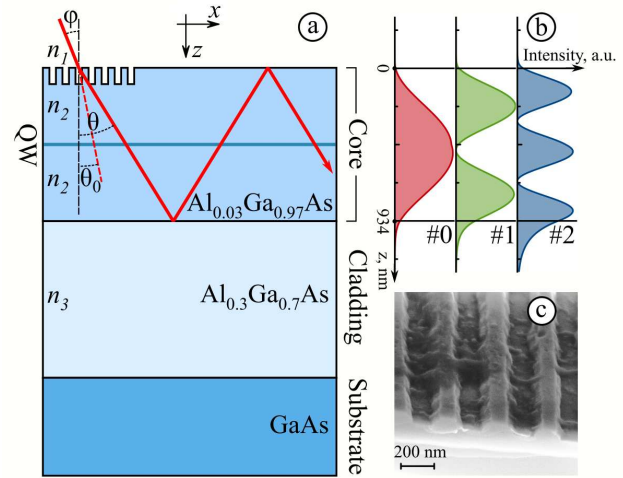 φ
x
z
a
n1
n2
θ
θ0
QW
n2
Core
Al0.03Ga0.97As
n3
Al0.3Ga0.7As
Cladding
GaAs
Substrate
b
Intensity, a.u.
0
934
z, nm
#0
#1
#2
c
200 nm